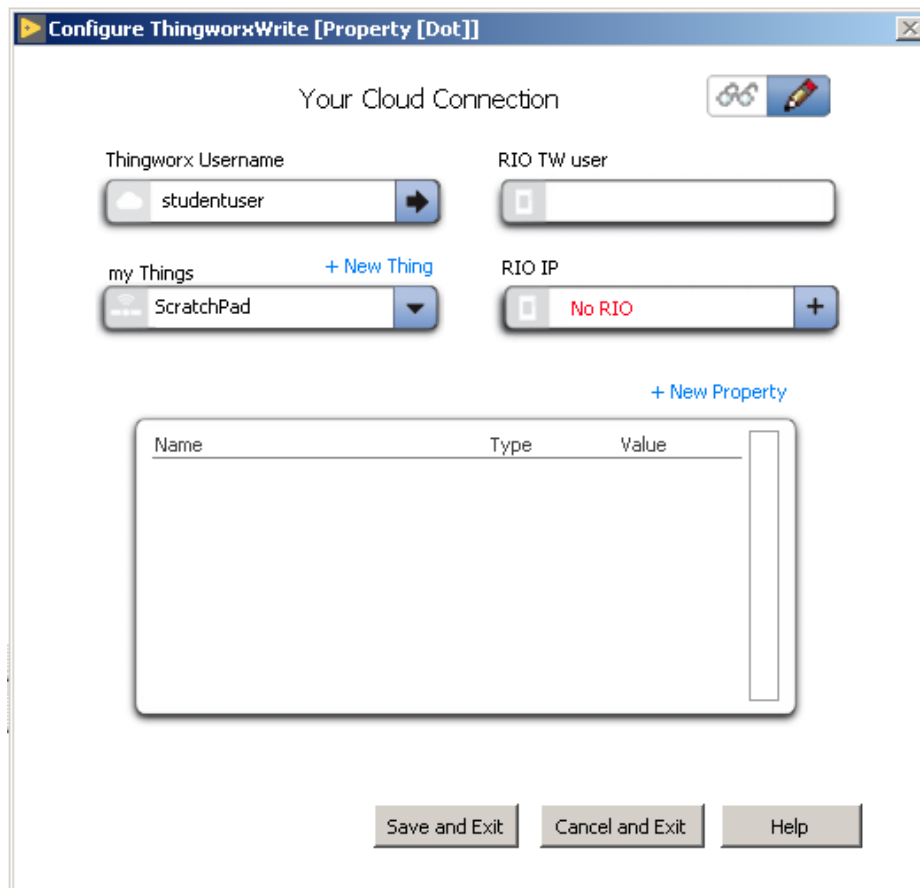 Configure ThingworxWrite [Property [Dot]]
Your Cloud Connection
Thingworx Username
RIO TW user
studentuser
my Things
+ New Thing
RIO IP
ScratchPad
No RIO
+
+ New Property
Name Type Value
Save and Exit
Cancel and Exit
Help